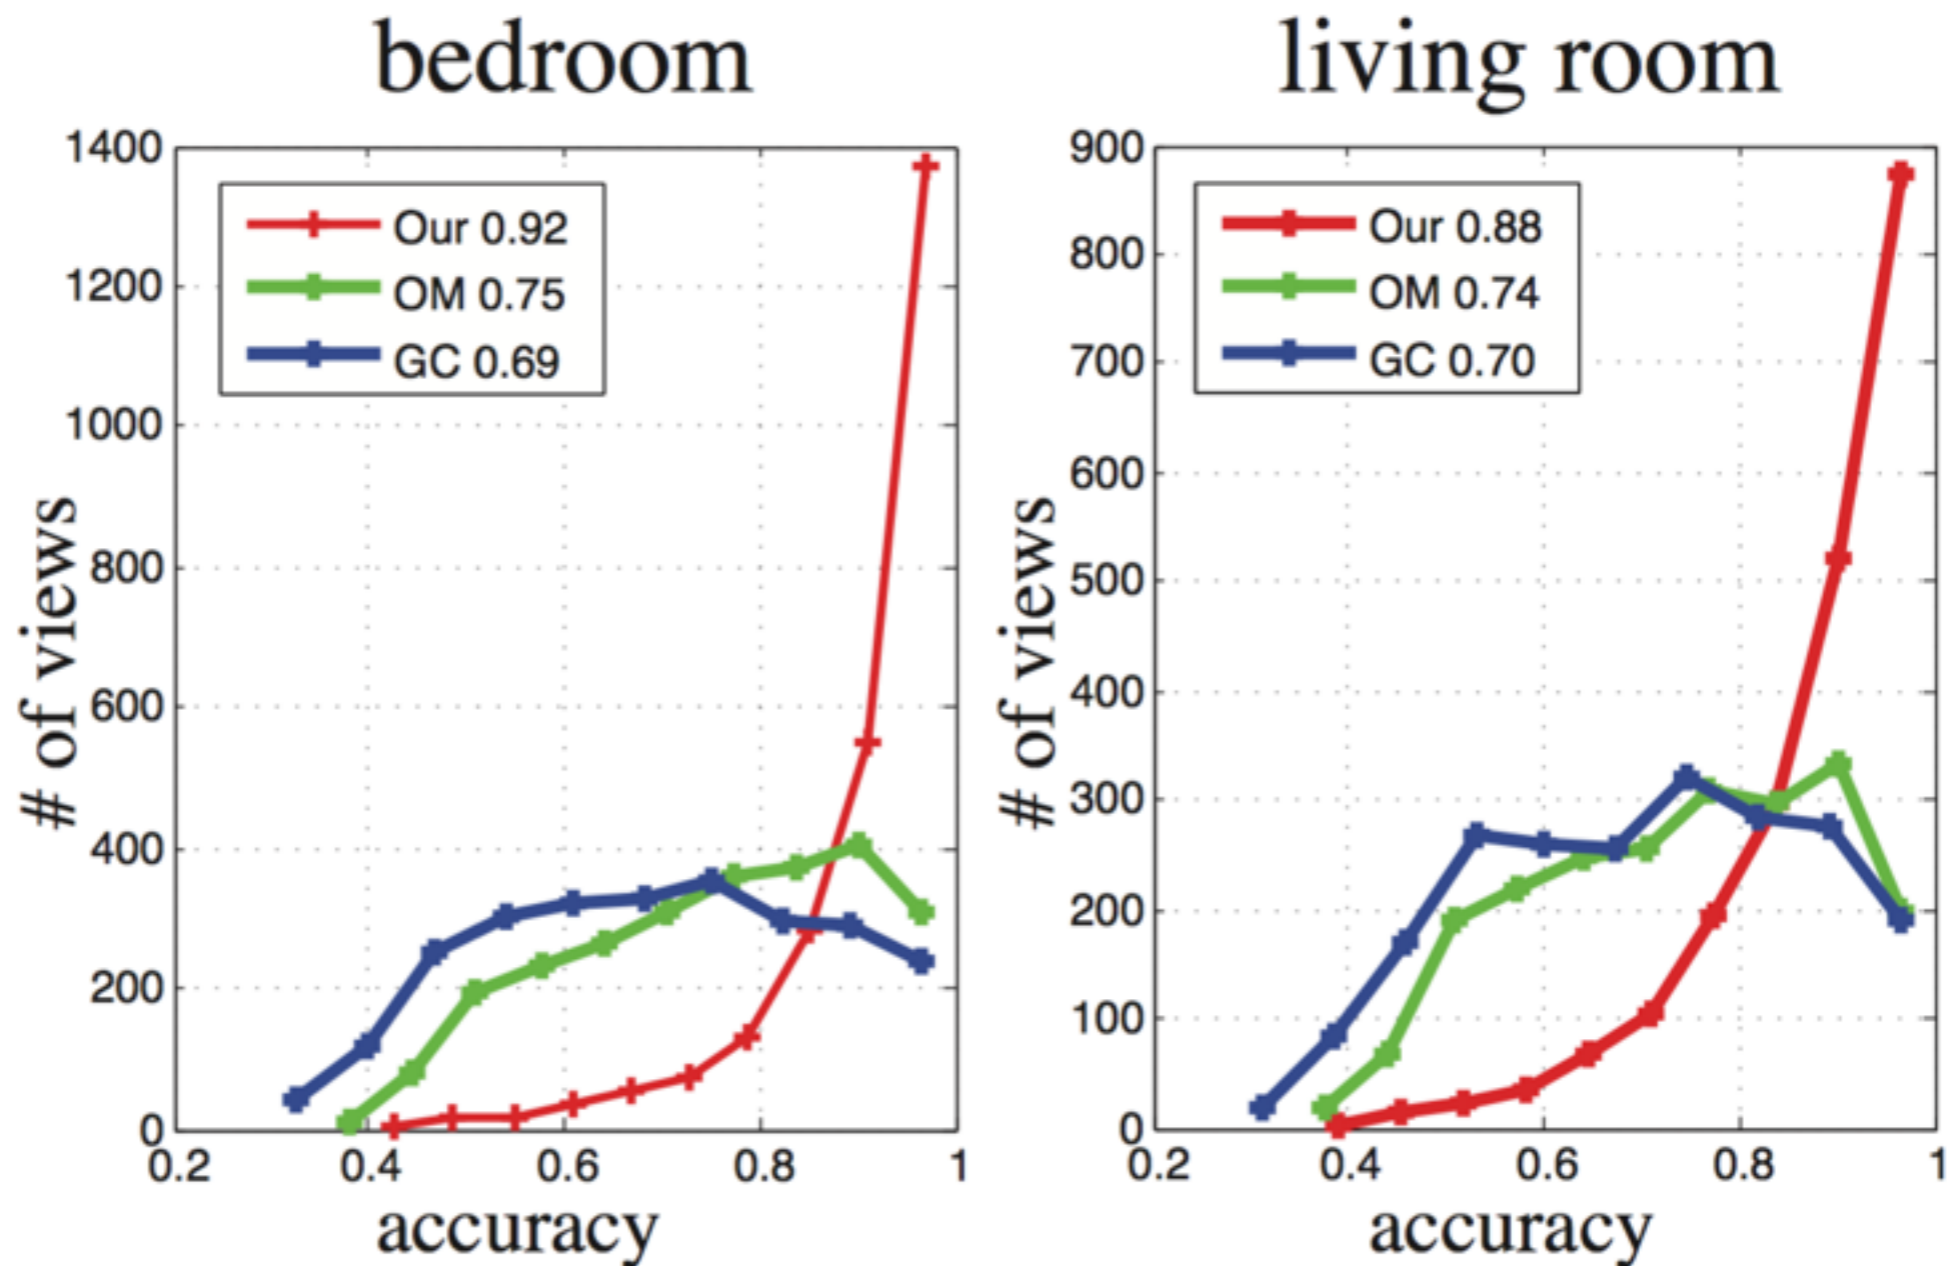 bedroom
1400
1200
1000
800
600
400
200
0
# of views
Our 0.92
OM 0.75
GC 0.69
0.2 0.4 0.6 0.8 1
accuracy
living room
900
800
700
600
500
400
300
200
100
0
# of views
Our 0.88
OM 0.74
GC 0.70
0.2 0.4 0.6 0.8 1
accuracy